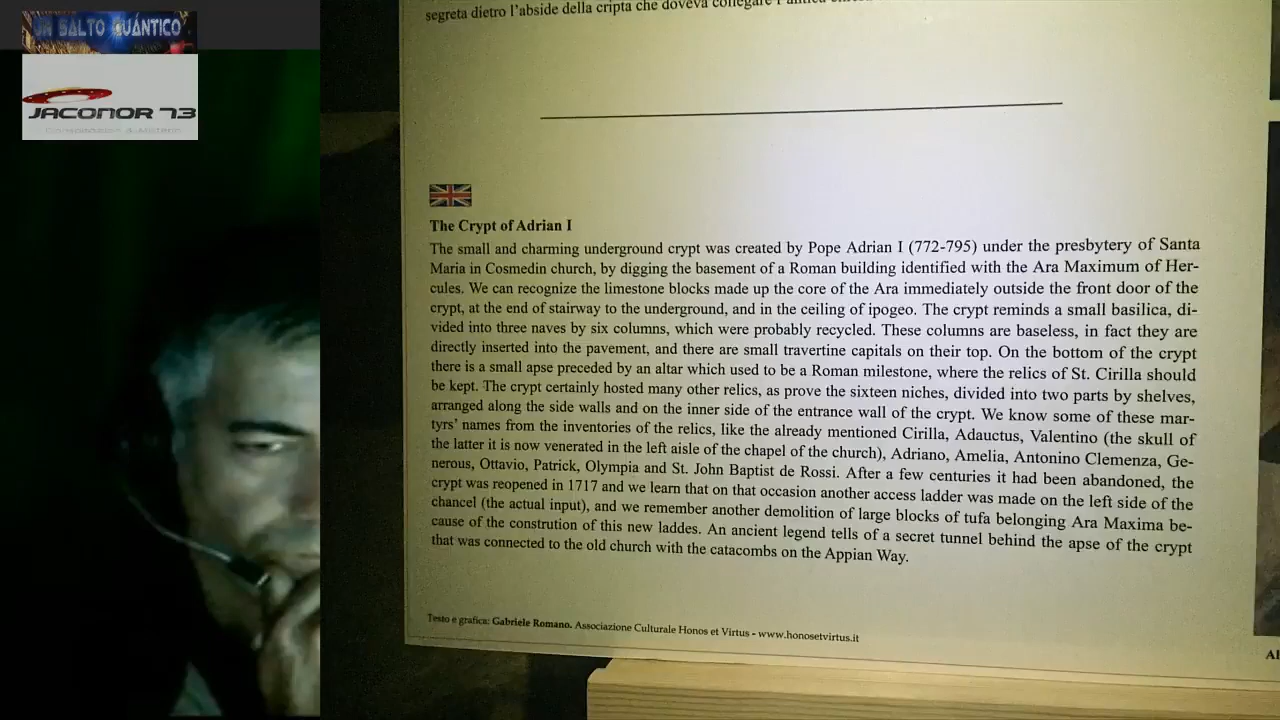 UN SALTO CUÁNTICO
JACONOR 73
segreta dietro l'abside della cripta che doveva collegare l'antica
The Crypt of Adrian I
The small and charming underground crypt was created by Pope Adrian I (772-795) under the presbytery of Santa
Maria in Cosmedin church, by digging the basement of a Roman building identified with the Ara Maximum of Her-
cules. We can recognize the limestone blocks made up the core of the Ara immediately outside the front door of the
crypt, at the end of stairway to the underground, and in the ceiling of ipogeo. The crypt reminds a small basilica, di-
vided into three naves by six columns, which were probably recycled. These columns are baseless, in fact they are
directly inserted into the pavement, and there are small travertine capitals on their top. On the bottom of the crypt
there is a small apse preceded by an altar which used to be a Roman milestone, where the relics of St. Cirilla should
be kept. The crypt certainly hosted many other relics, as prove the sixteen niches, divided into two parts by shelves,
arranged along the side walls and on the inner side of the entrance wall of the crypt. We know some of these mar-
tyrs' names from the inventories of the relics, like the already mentioned Cirilla, Adauctus, Valentino (the skull of
the latter it is now venerated in the left aisle of the chapel of the church), Adriano, Amelia, Antonino Clemenza, Ge-
nerous, Ottavio, Patrick, Olympia and St. John Baptist de Rossi. After a few centuries it had been abandoned, the
crypt was reopened in 1717 and we learn that on that occasion another access ladder was made on the left side of the
chancel (the actual input), and we remember another demolition of large blocks of tufa belonging Ara Maxima be-
cause of the constrution of this new laddes. An ancient legend tells of a secret tunnel behind the apse of the crypt
that was connected to the old church with the catacombs on the Appian Way.
Testo e grafica: Gabriele Romano. Associazione Culturale Honos et Virtus - www.honosetvirtus.it